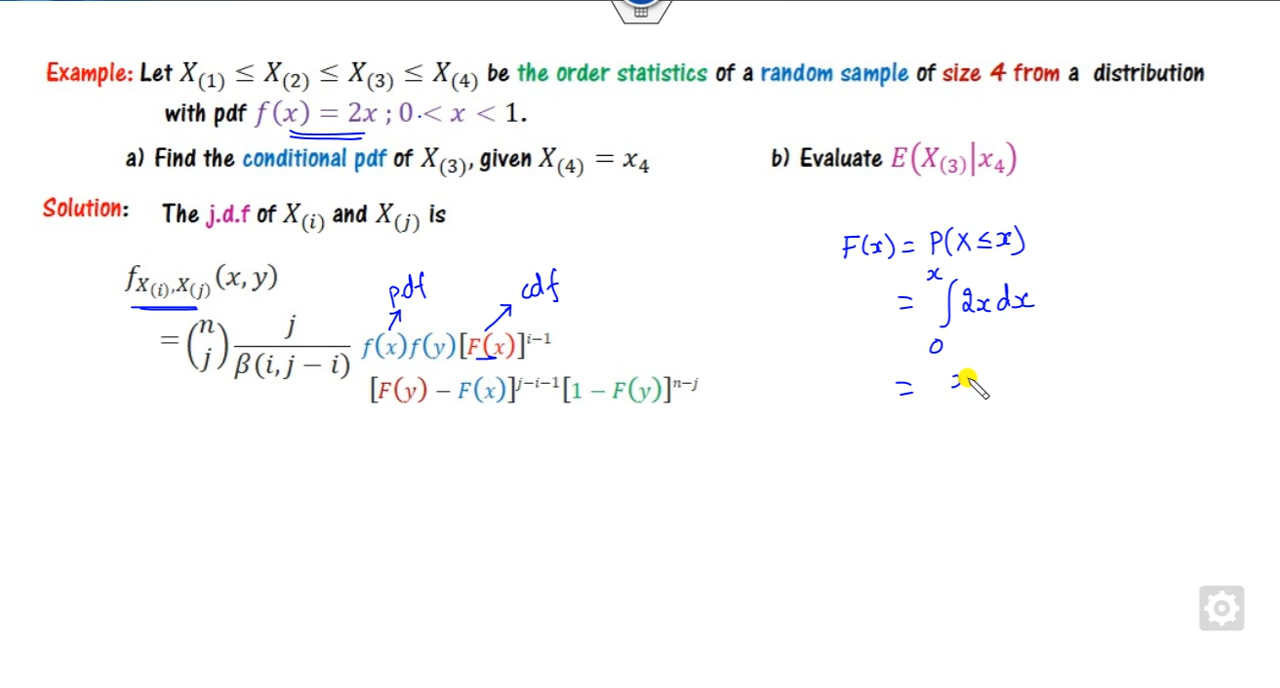 Example: Let X(1) ≤ X(2) ≤ X(3) ≤ X(4) be the order statistics of a random sample of size 4 from a distribution
with pdf f(x) = 2x ; 0 < x < 1.
a) Find the conditional pdf of X(3), given X(4) = x4 b) Evaluate E(X(3)|x4)
Solution: The j.d.f of X(i) and X(j) is
fX(i),X(j)(x, y)
= (n j) j / β(i, j − i) f(x)f(y)[F(x)]^i−1
[F(y) − F(x)]^j−i−1[1 − F(y)]^n−j
pdf cdf
F(x) = P(X ≤ x)
= ∫ 0 x 2x dx
=